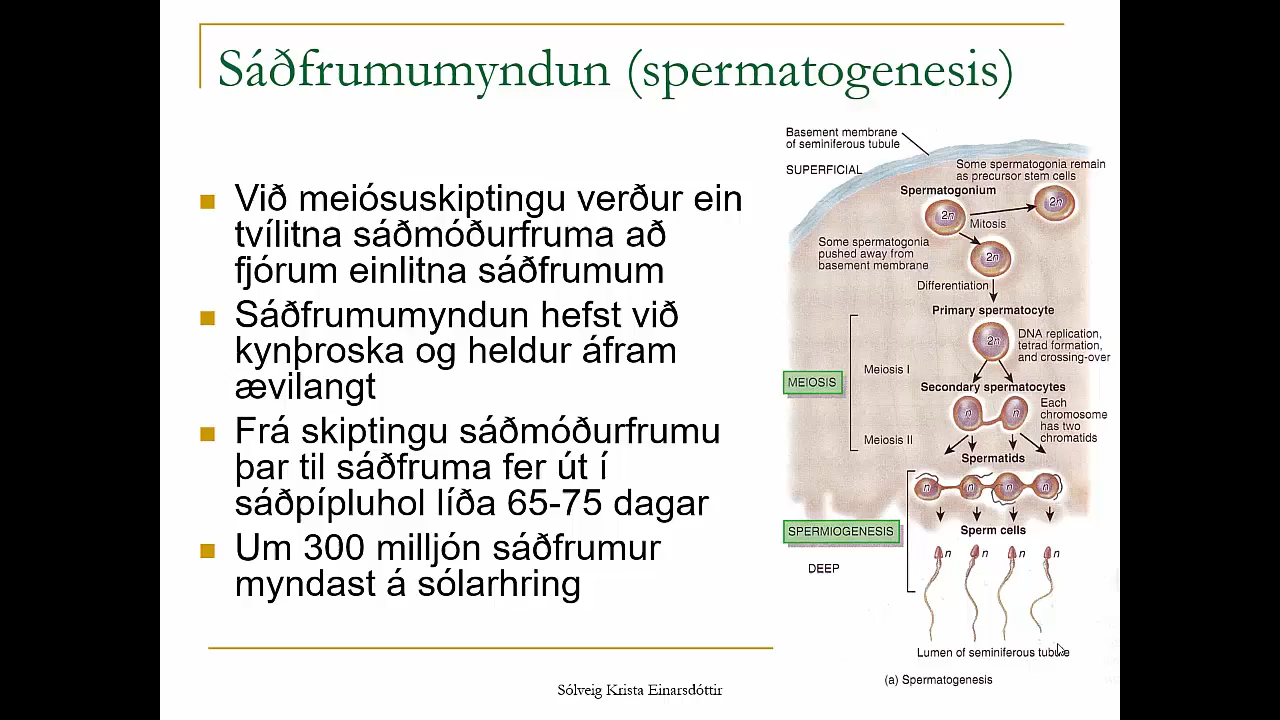 Sáðfrumumyndun (spermatogenesis)
Við meiósuskiptingu verður ein
tvílitna sáðmóðurfruma að
fjórum einlitna sáðfrumum
Sáðfrumumyndun hefst við
kynþroska og heldur áfram
ævilangt
Frá skiptingu sáðmóðurfrumu
þar til sáðfruma fer út í
sáðpípluhol líða 65-75 dagar
Um 300 milljón sáðfrumur
myndast á sólarhring
Basement membrane
of seminiferous tubule
SUPERFICIAL
Some spermatogonia remain
as precursor stem cells
Spermatogonium
2n
2n
Mitosis
Some spermatogonia
pushed away from
basement membrane
2n
Differentiation
Primary spermatocyte
2n
DNA replication,
tetrad formation,
and crossing-over
Meiosis I
MEIOSIS
Secondary spermatocytes
n
n
Each
chromosome
has two
chromatids
Meiosis II
Spermatids
n
n
n
n
SPERMIOGENESIS
Sperm cells
n
n
n
n
DEEP
Lumen of seminiferous tubule
(a) Spermatogenesis
Sólveig Krista Einarsdóttir